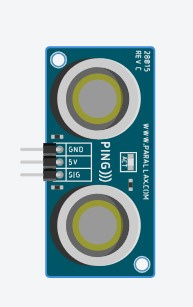 28015
REV C
WWW.PARALLAX.COM
PING)))
GND
5V
SIG